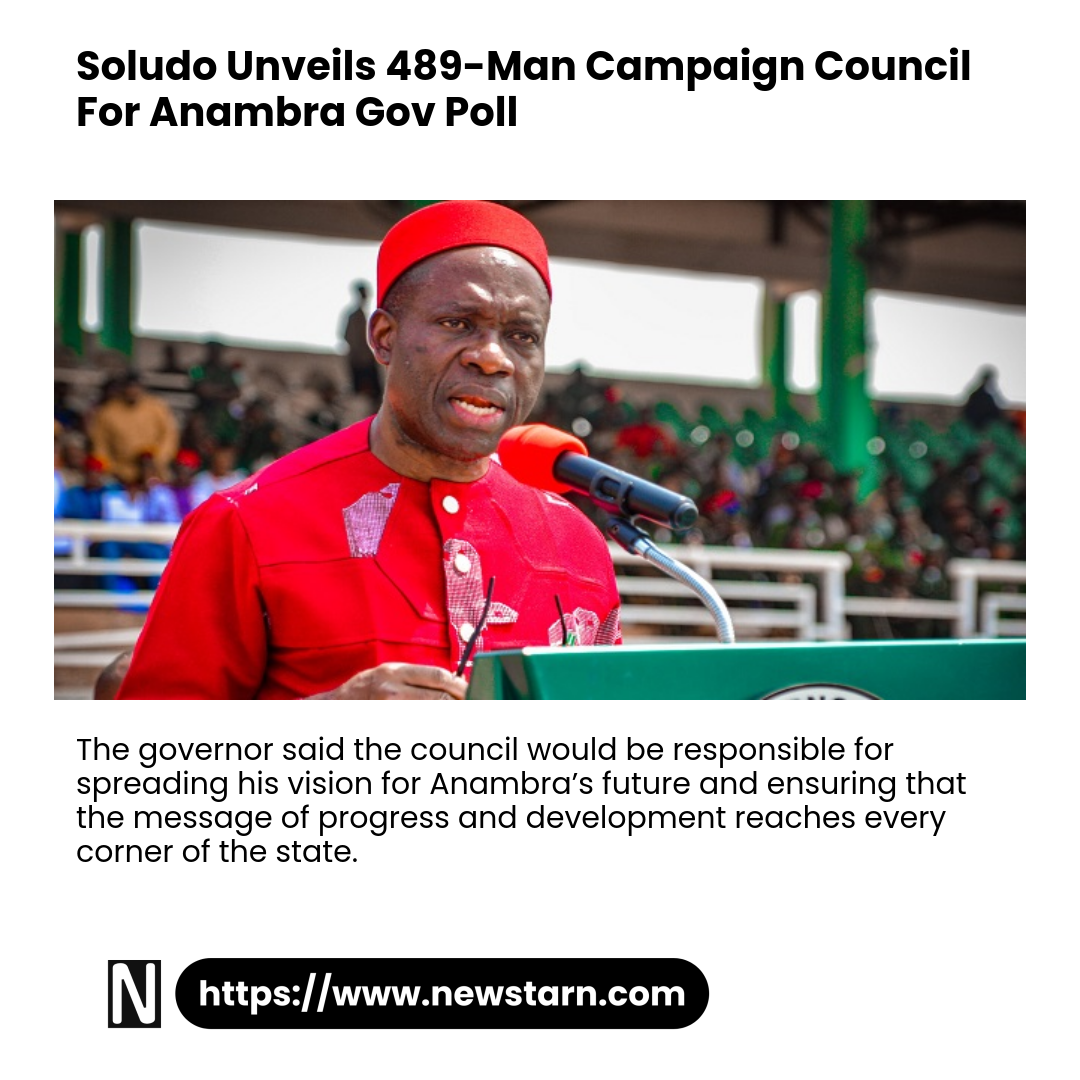 Soludo Unveils 489-Man Campaign Council
For Anambra Gov Poll
The governor said the council would be responsible for
spreading his vision for Anambra’s future and ensuring that
the message of progress and development reaches every
corner of the state.
N
https://www.newstarn.com